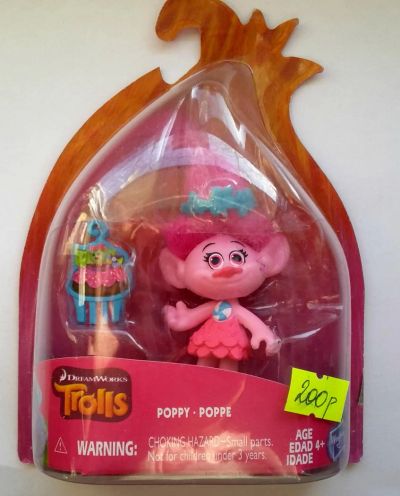 DREAMWORKS
Trolls
POPPY · POPPE
200р
⚠ WARNING: CHOKING HAZARD—Small parts.
Not for children under 3 years.
AGE
EDAD 4+
IDADE